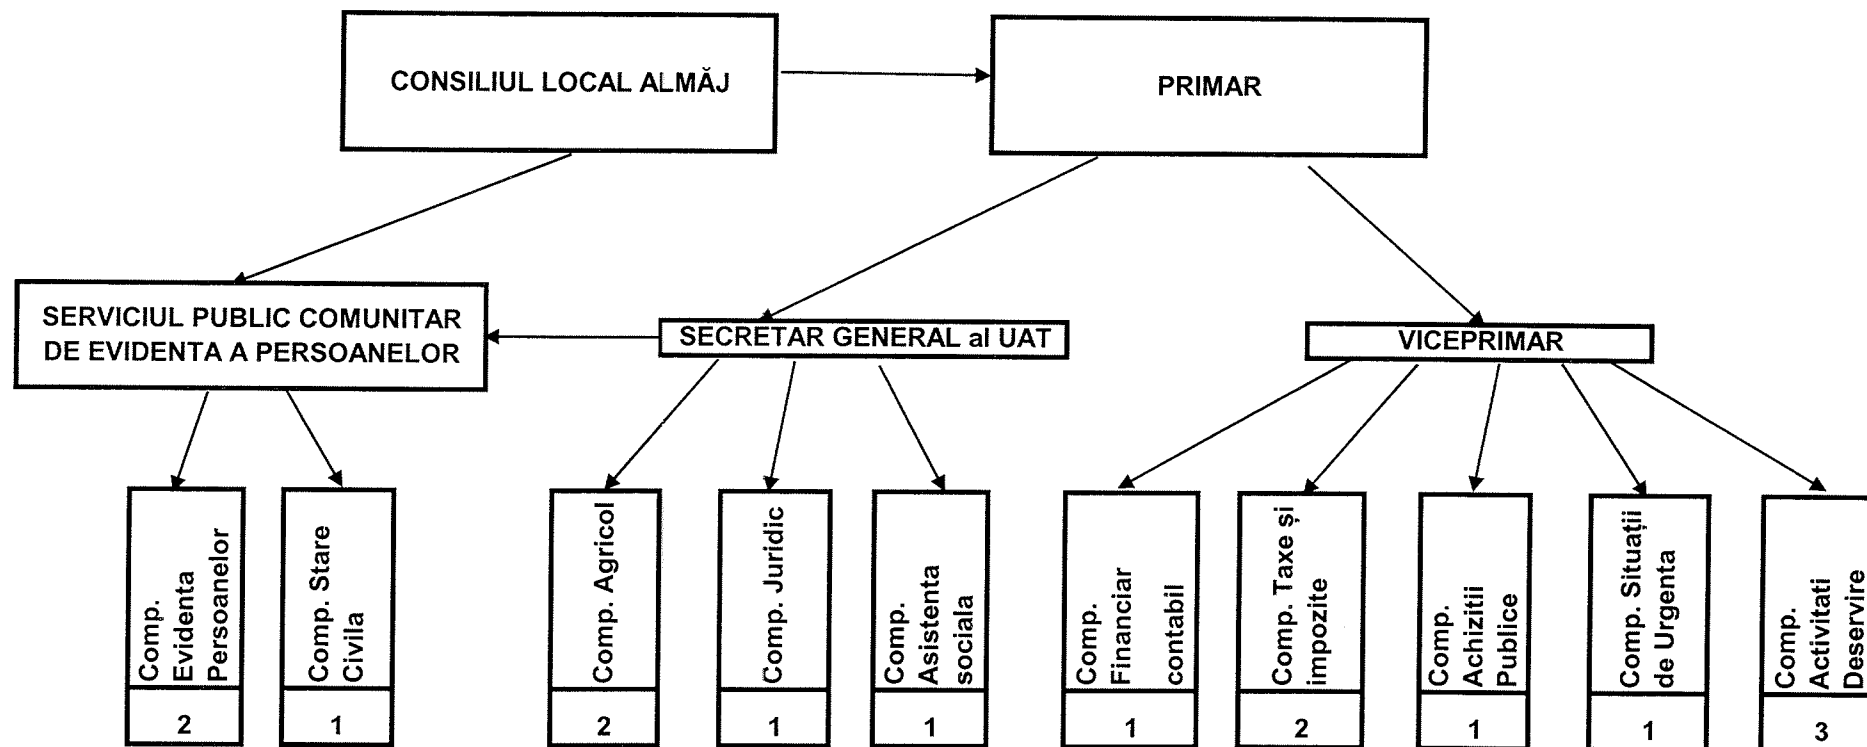 CONSILIUL LOCAL ALMĂJ
PRIMAR
SERVICIUL PUBLIC COMUNITAR
DE EVIDENTA A PERSOANELOR
SECRETAR GENERAL al UAT
VICEPRIMAR
Comp.
Evidenta
Persoanelor
2
Comp. Stare
Civila
1
Comp. Agricol
2
Comp. Juridic
1
Comp.
Asistenta
sociala
1
Comp.
Financiar
contabil
1
Comp. Taxe și
impozite
2
Comp.
Achizitii
Publice
1
Comp. Situații
de Urgenta
1
Comp.
Activitati
Deservire
3